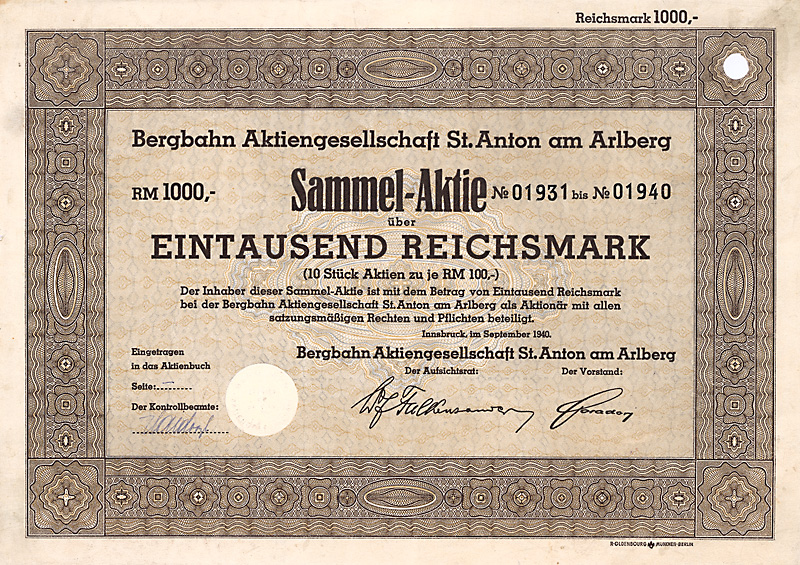 Reichsmark 1000,-
Bergbahn Aktiengesellschaft St. Anton am Arlberg
RM 1000,- Sammel-Aktie № 01931 bis № 01940
über
EINTAUSEND REICHSMARK
(10 Stück Aktien zu je RM 100,-)
Der Inhaber dieser Sammel-Aktie ist mit dem Betrag von Eintausend Reichsmark
bei der Bergbahn Aktiengesellschaft St. Anton am Arlberg als Aktionär mit allen
satzungsmäßigen Rechten und Pflichten beteiligt.
Innsbruck, im September 1940.
Eingetragen
in das Aktienbuch
Seite:
Der Kontrollbeamte:
Bergbahn Aktiengesellschaft St. Anton am Arlberg
Der Aufsichtsrat: Der Vorstand:
R·OLDENBOURG MÜNCHEN-BERLIN